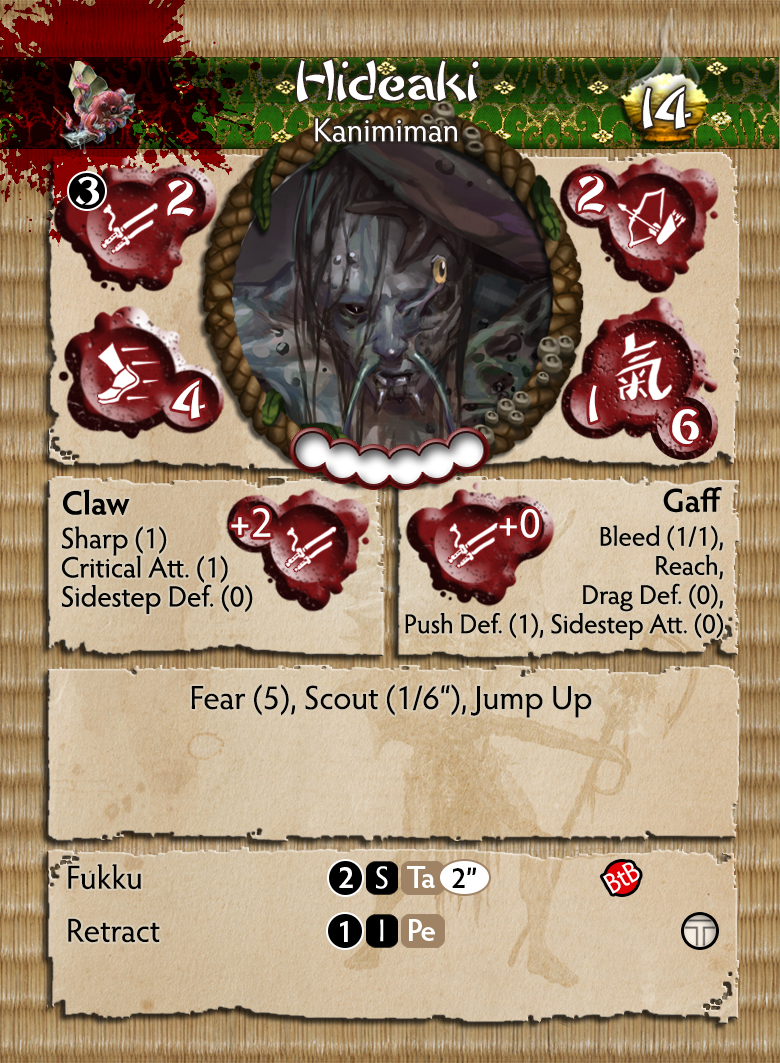 Hideaki
14
Kanimiman
3
2
2
4
氣
1
6
Claw
Sharp (1)
Critical Att. (1)
Sidestep Def. (0)
+2
+0
Gaff
Bleed (1/1),
Reach,
Drag Def. (0),
Push Def. (1), Sidestep Att. (0)
Fear (5), Scout (1/6"), Jump Up
Fukku 2 S Ta 2" BtB
Retract 1 I Pe T